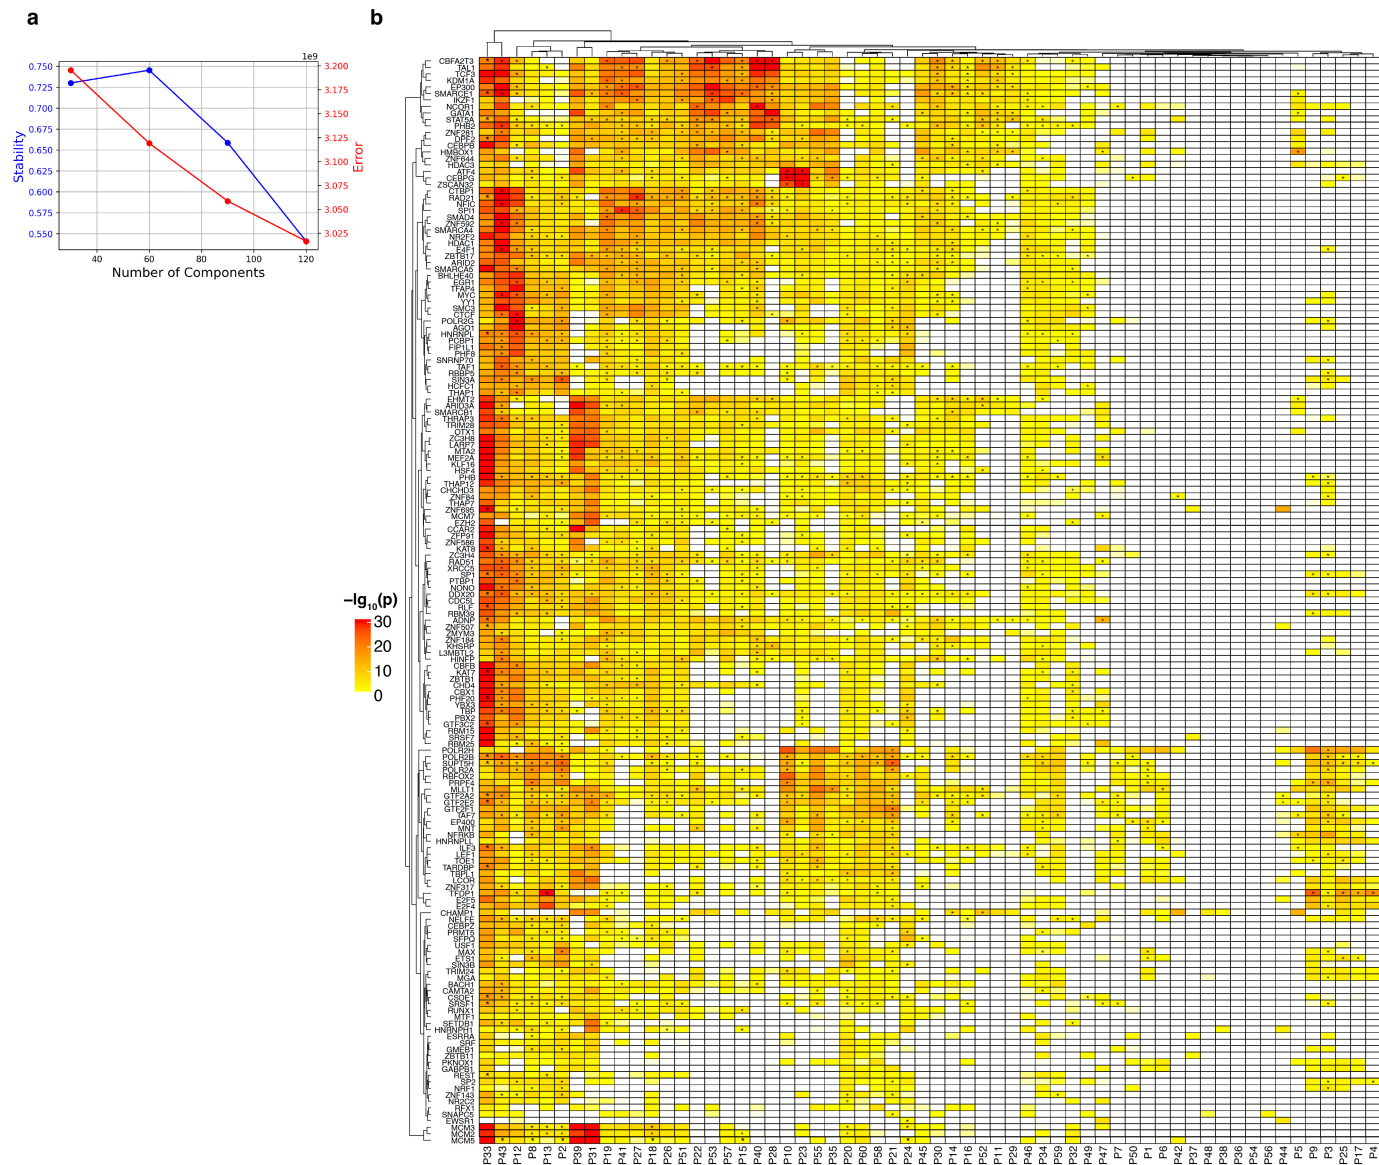 a
b
1e9
0.750
0.725
0.700
0.675
0.650
0.625
0.600
0.575
0.550
Stability
3.200
3.175
3.150
3.125
3.100
3.075
3.050
3.025
Error
40 60 80 100 120
Number of Components
−lg10(p)
30
20
10
0
CBFA2T3
TAL1
TCF3
KDM1A
EP300
SMARCE1
IKZF1
NCOR1
GATA1
STAT5A
PHB2
ZNF281
DPF2
CEBPB
HMBOX1
ZNF644
HDAC3
ATF4
CEBPG
ZSCAN32
CTBP1
RAD21
NFIC
SPI1
SMAD4
ZNF592
SMARCA4
NR2F2
HDAC1
E4F1
ZBTB17
ARID2
SMARCA5
BHLHE40
EGR1
TFAP4
MYC
YY1
SMC3
CTCF
POLR2G
AGO1
HNRNPL
PCBP1
FIP1L1
PHF8
SNRNP70
TAF1
RBBP5
SIN3A
HCFC1
THAP1
EHMT2
ARID3A
SMARCB1
THRAP3
TRIM28
OTX1
ZC3H8
LARP7
MTA2
MEF2A
KLF16
HSF4
PHB
THAP12
CHCHD3
ZNF84
THAP7
ZNF695
MCM7
EZH2
CCAR2
ZFP91
ZNF586
KAT8
ZC3H4
RAD51
XRCC5
SP1
PTBP1
NONO
DDX20
CDC5L
RLF
RBM39
ADNP
ZNF507
ZMYM3
ZNF184
KHSRP
L3MBTL2
HINFP
CBFB
KAT7
ZBTB1
CHD4
CBX1
PHF20
YBX3
TBP
PBX2
GTF3C2
RBM15
SRSF7
RBM25
POLR2H
POLR2B
SUPT5H
POLR2A
RBFOX2
PRPF4
MLLT1
GTF2A2
GTF2E2
GTF2F1
TAF7
EP400
MNT
NFRKB
HNRNPLL
ILF3
LEF1
TOE1
TARDBP
TBPL1
LCOR
ZNF317
TFDP1
E2F5
E2F4
CHAMP1
NELFE
CEBPZ
PRMT5
SFPQ
USF1
MAX
ETS1
SIN3B
TRIM24
MGA
BACH1
CAMTA2
CSDE1
SRSF1
RUNX1
MTF1
SETDB1
HNRNPH1
ESRRA
SRF
GMEB1
ZBTB11
PKNOX1
GABPB1
REST
SP2
NRF1
ZNF143
NR2C2
RFX1
SNAPC5
EWSR1
MCM3
MCM2
MCM5
P33 P43 P12 P8 P13 P2 P39 P31 P19 P41 P27 P18 P26 P51 P22 P53 P57 P15 P40 P28 P10 P23 P55 P35 P20 P60 P58 P21 P24 P45 P30 P14 P16 P52 P11 P29 P46 P34 P59 P32 P49 P47 P7 P50 P1 P6 P42 P37 P48 P38 P36 P54 P56 P44 P5 P9 P3 P25 P17 P4